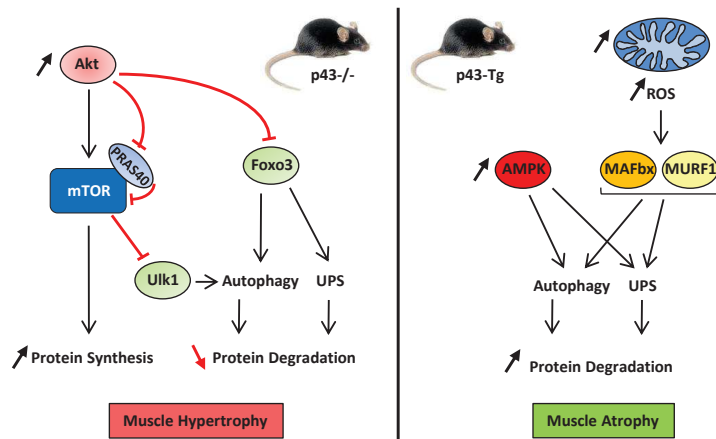 p43-/-
Akt
PRAS40
mTOR
Foxo3
Ulk1
Autophagy
UPS
Protein Synthesis
Protein Degradation
Muscle Hypertrophy
p43-Tg
ROS
AMPK
MAFbx
MURF1
Autophagy
UPS
Protein Degradation
Muscle Atrophy